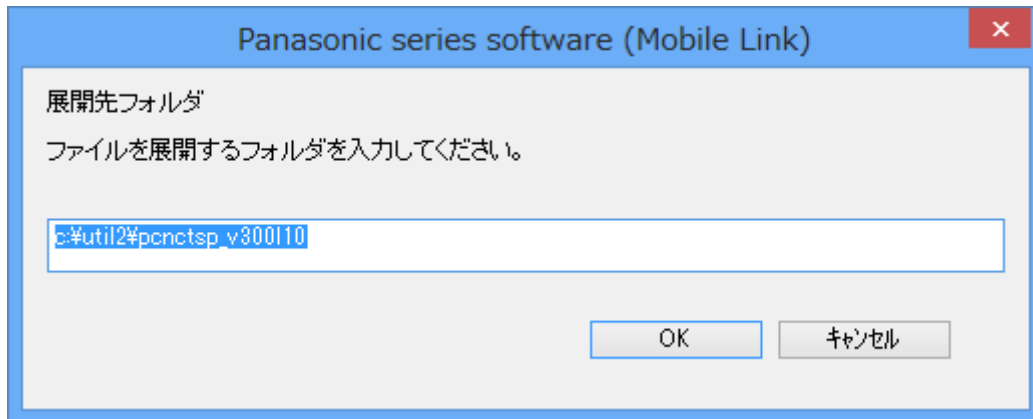 Panasonic series software (Mobile Link)
展開先フォルダ
ファイルを展開するフォルダを入力してください。
c:¥util2¥pcnctsp_v300l10
OK
キャンセル